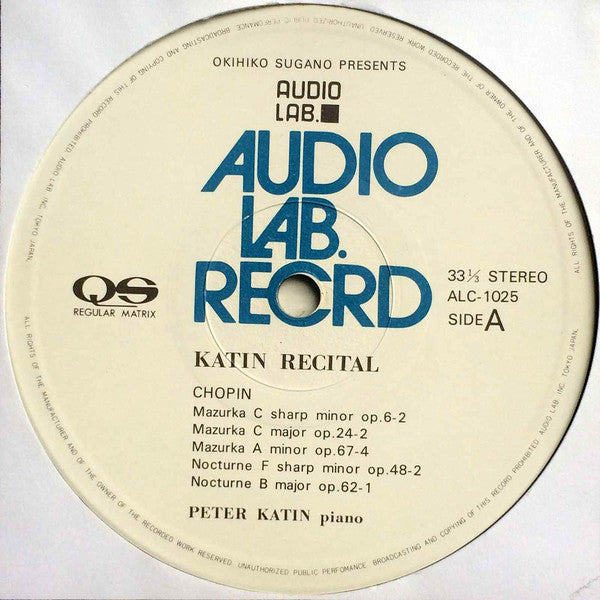 OKIHIKO SUGANO PRESENTS
AUDIO
LAB.
AUDIO
LAB.
RECRD
QS
REGULAR MATRIX
33⅓ STEREO
ALC-1025
SIDE A
KATIN RECITAL
CHOPIN
Mazurka C sharp minor op.6-2
Mazurka C major op.24-2
Mazurka A minor op.67-4
Nocturne F sharp minor op.48-2
Nocturne B major op.62-1
PETER KATIN piano
ALL RIGHTS OF THE MANUFACTURER AND OF THE OWNER OF THE RECORDED WORK RESERVED. UNAUTHORIZED PUBLIC PERFOMANCE BROADCASTING AND COPYING OF THIS RECORD PROHIBITED. AUDIO LAB. INC. TOKYO JAPAN.